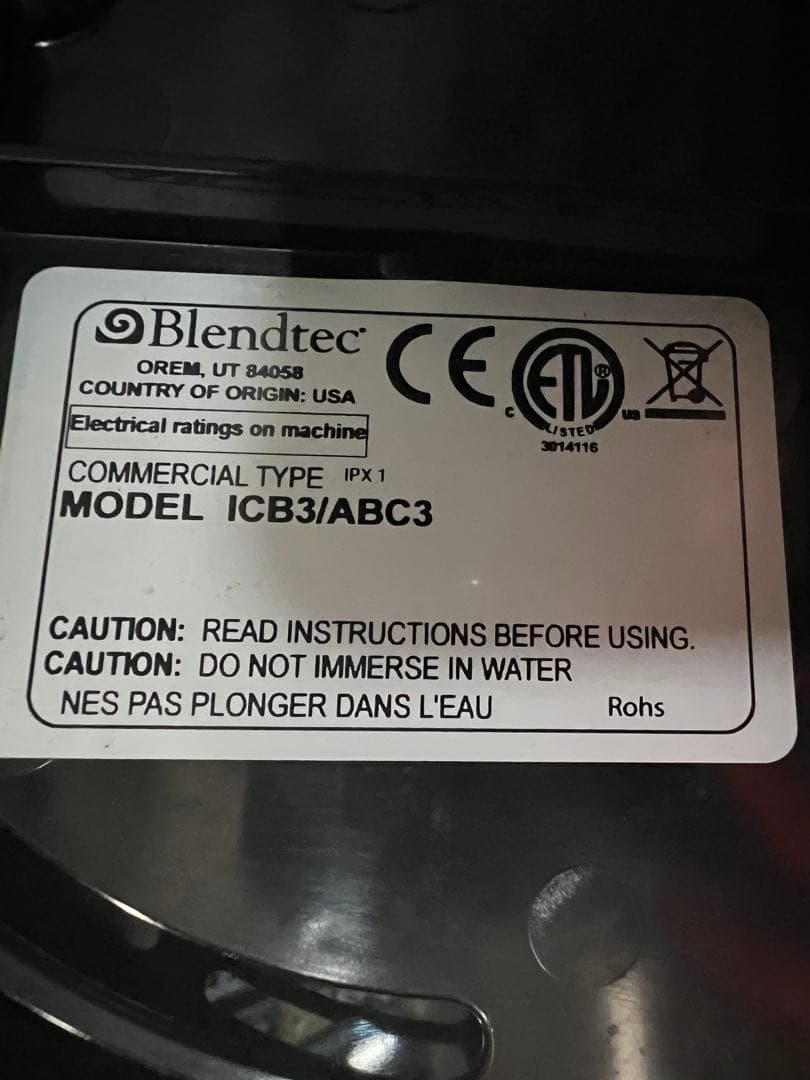 Blendtec
OREM, UT 84058
COUNTRY OF ORIGIN: USA
Electrical ratings on machine
COMMERCIAL TYPE IPX 1
MODEL ICB3/ABC3
CE
C ETL ® US
LISTED
3014116
CAUTION: READ INSTRUCTIONS BEFORE USING.
CAUTION: DO NOT IMMERSE IN WATER
NES PAS PLONGER DANS L'EAU Rohs